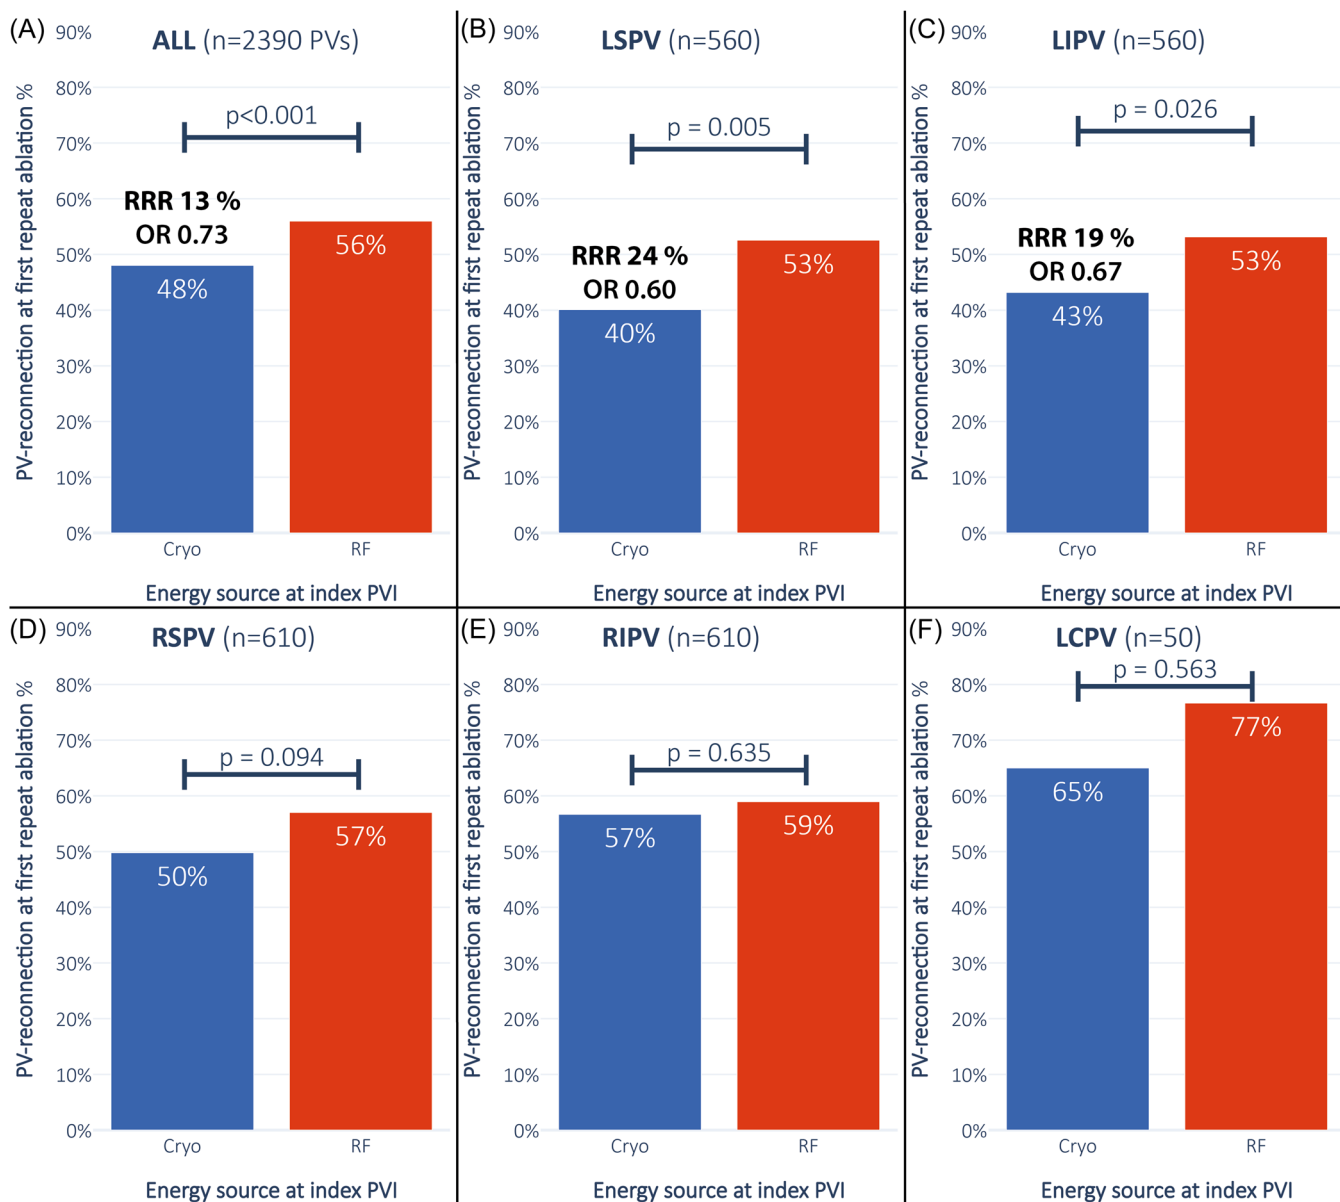 (A)
ALL (n=2390 PVs)
PV-reconnection at first repeat ablation %
90%
80%
70%
60%
50%
40%
30%
20%
10%
0%
p<0.001
RRR 13 %
OR 0.73
48%
56%
Cryo
RF
Energy source at index PVI
(B)
LSPV (n=560)
PV-reconnection at first repeat ablation %
90%
80%
70%
60%
50%
40%
30%
20%
10%
0%
p = 0.005
RRR 24 %
OR 0.60
40%
53%
Cryo
RF
Energy source at index PVI
(C)
LIPV (n=560)
PV-reconnection at first repeat ablation %
90%
80%
70%
60%
50%
40%
30%
20%
10%
0%
p = 0.026
RRR 19 %
OR 0.67
43%
53%
Cryo
RF
Energy source at index PVI
(D)
RSPV (n=610)
PV-reconnection at first repeat ablation %
90%
80%
70%
60%
50%
40%
30%
20%
10%
0%
p = 0.094
50%
57%
Cryo
RF
Energy source at index PVI
(E)
RIPV (n=610)
PV-reconnection at first repeat ablation %
90%
80%
70%
60%
50%
40%
30%
20%
10%
0%
p = 0.635
57%
59%
Cryo
RF
Energy source at index PVI
(F)
LCPV (n=50)
PV-reconnection at first repeat ablation %
90%
80%
70%
60%
50%
40%
30%
20%
10%
0%
p = 0.563
65%
77%
Cryo
RF
Energy source at index PVI